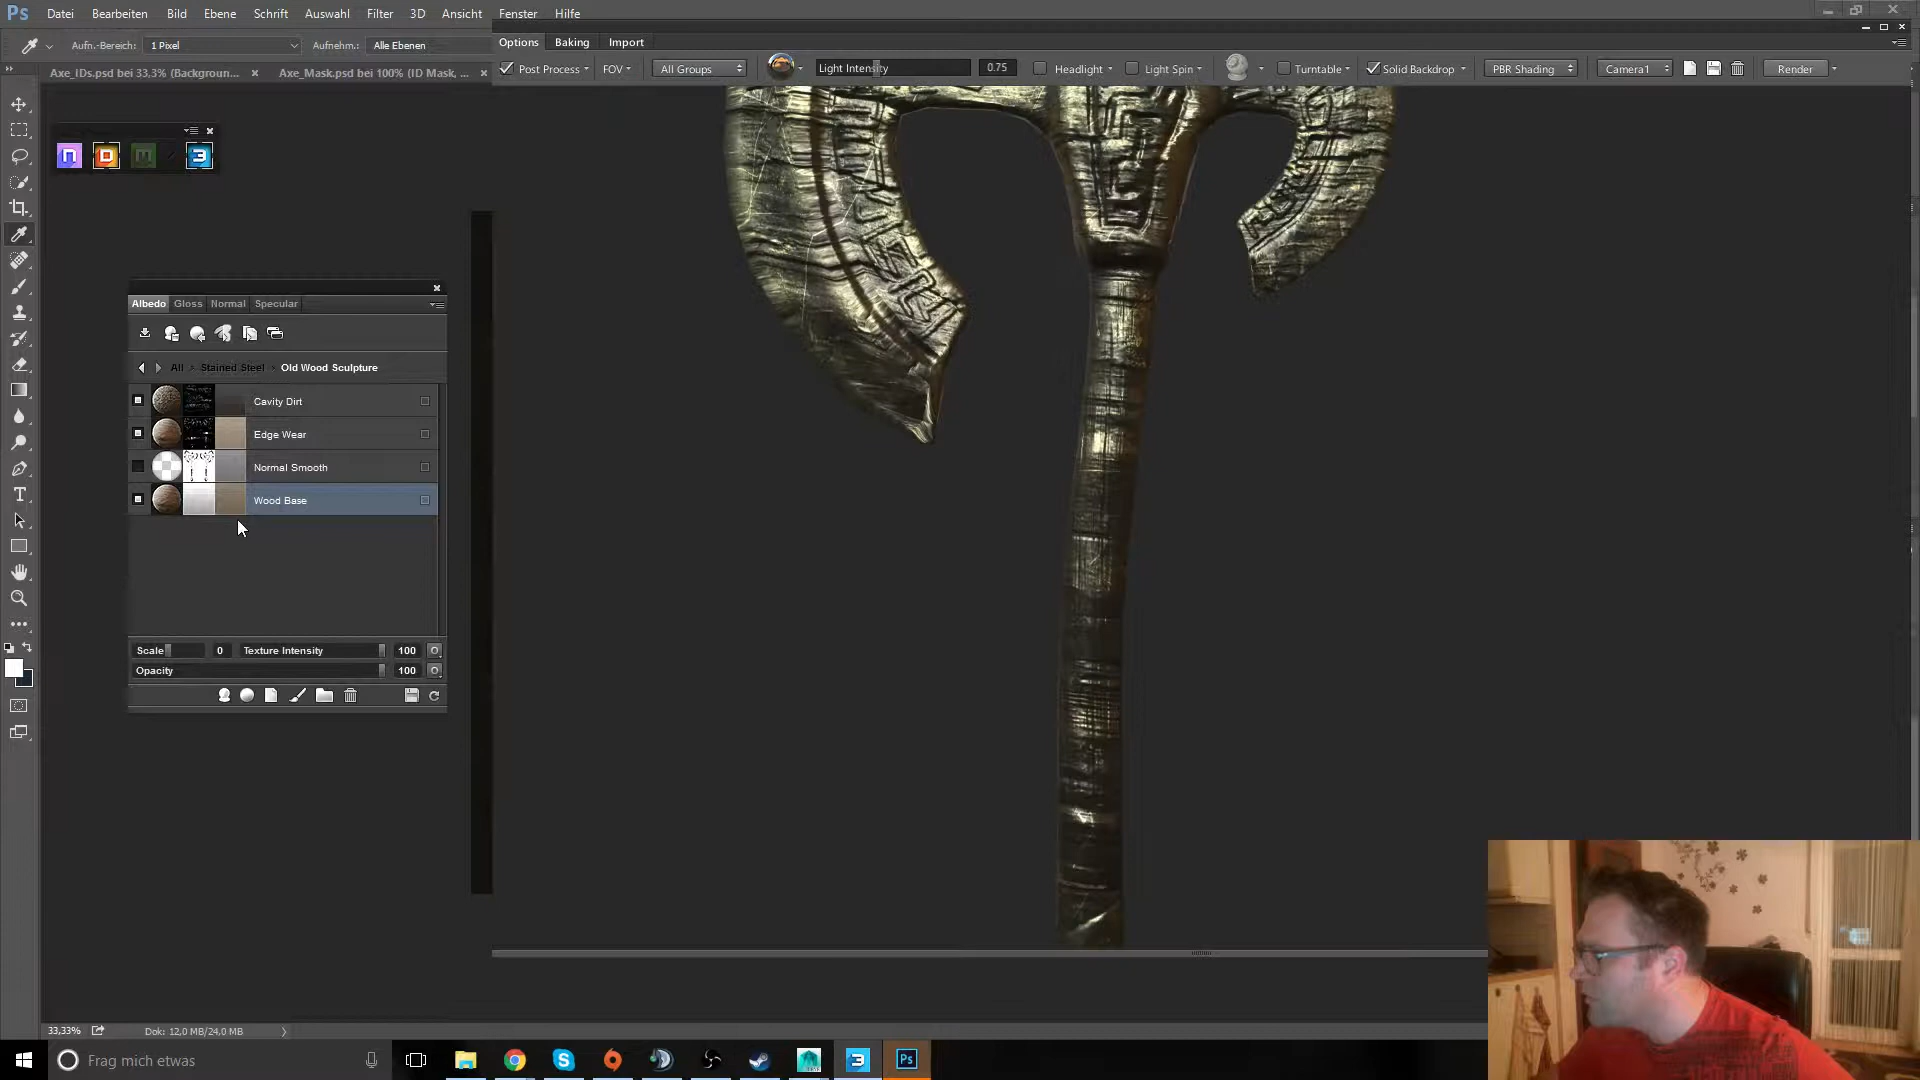 Ps Datei Bearbeiten Bild Ebene Schrift Auswahl Filter 3D Ansicht Fenster Hilfe
Aufn.-Bereich: 1 Pixel Aufnehm.: Alle Ebenen
Options Baking Import
Axe_IDs.psd bei 33,3% (Backgroun... Axe_Mask.psd bei 100% (ID Mask, ...
Post Process FOV All Groups Light Intensity 0.75 Headlight Light Spin Turntable Solid Backdrop PBR Shading Camera1 Render
n D m 3
Albedo Gloss Normal Specular
All Stained Steel Old Wood Sculpture
Cavity Dirt
Edge Wear
Normal Smooth
Wood Base
Scale 0 Texture Intensity 100
Opacity 100
33,33% Dok: 12,0 MB/24,0 MB
Frag mich etwas 3 Ps